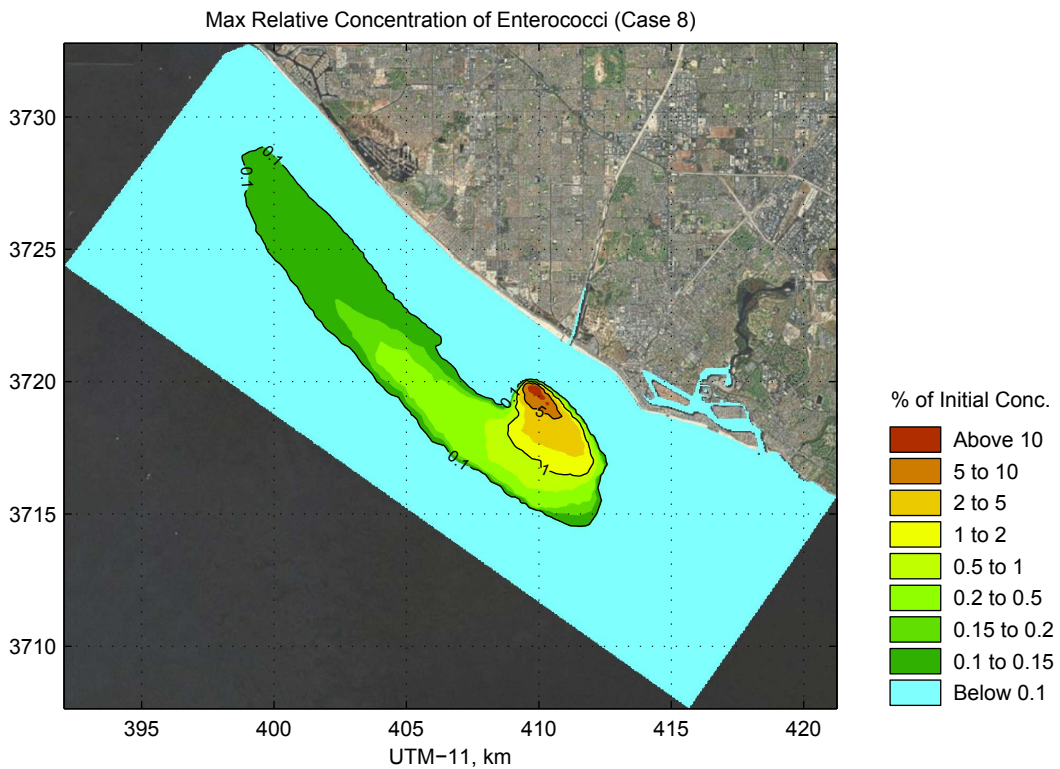 Max Relative Concentration of Enterococci (Case 8)
3730
3725
3720
3715
3710
0.1
0.1
0.1
5
1
0.1
395
400
405
410
415
420
UTM−11, km
% of Initial Conc.
Above 10
5 to 10
2 to 5
1 to 2
0.5 to 1
0.2 to 0.5
0.15 to 0.2
0.1 to 0.15
Below 0.1